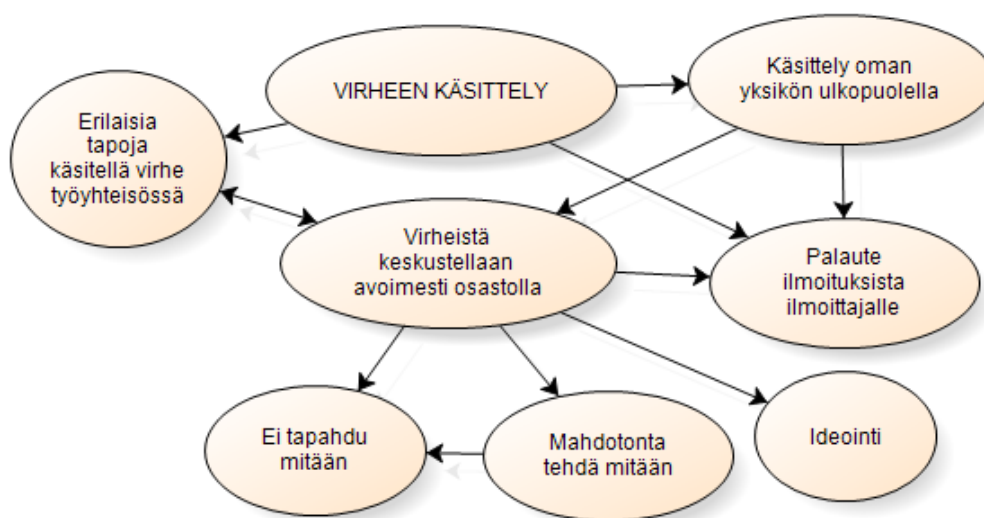 VIRHEEN KÄSITTELY
Käsittely oman
yksikön ulkopuolella
Erilaisia
tapoja
käsitellä virhe
työyhteisössä
Virheistä
keskustellaan
avoimesti osastolla
Palaute
ilmoituksista
ilmoittajalle
Ei tapahdu
mitään
Mahdotonta
tehdä mitään
Ideointi